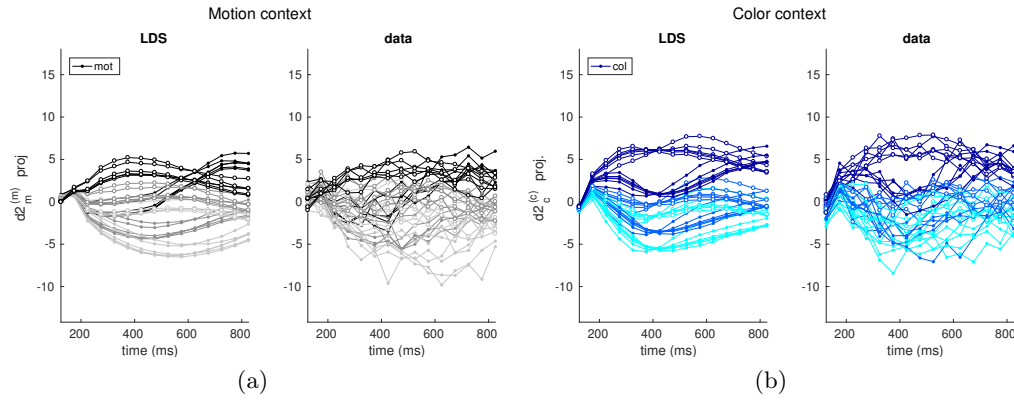 Motion context
Color context
LDS
data
LDS
data
mot
col
15
10
5
0
-5
-10
15
10
5
0
-5
-10
15
10
5
0
-5
-10
15
10
5
0
-5
-10
d2_m^(m) proj
d2_c^(c) proj.
200 400 600 800
200 400 600 800
200 400 600 800
200 400 600 800
time (ms)
time (ms)
time (ms)
time (ms)
(a)
(b)